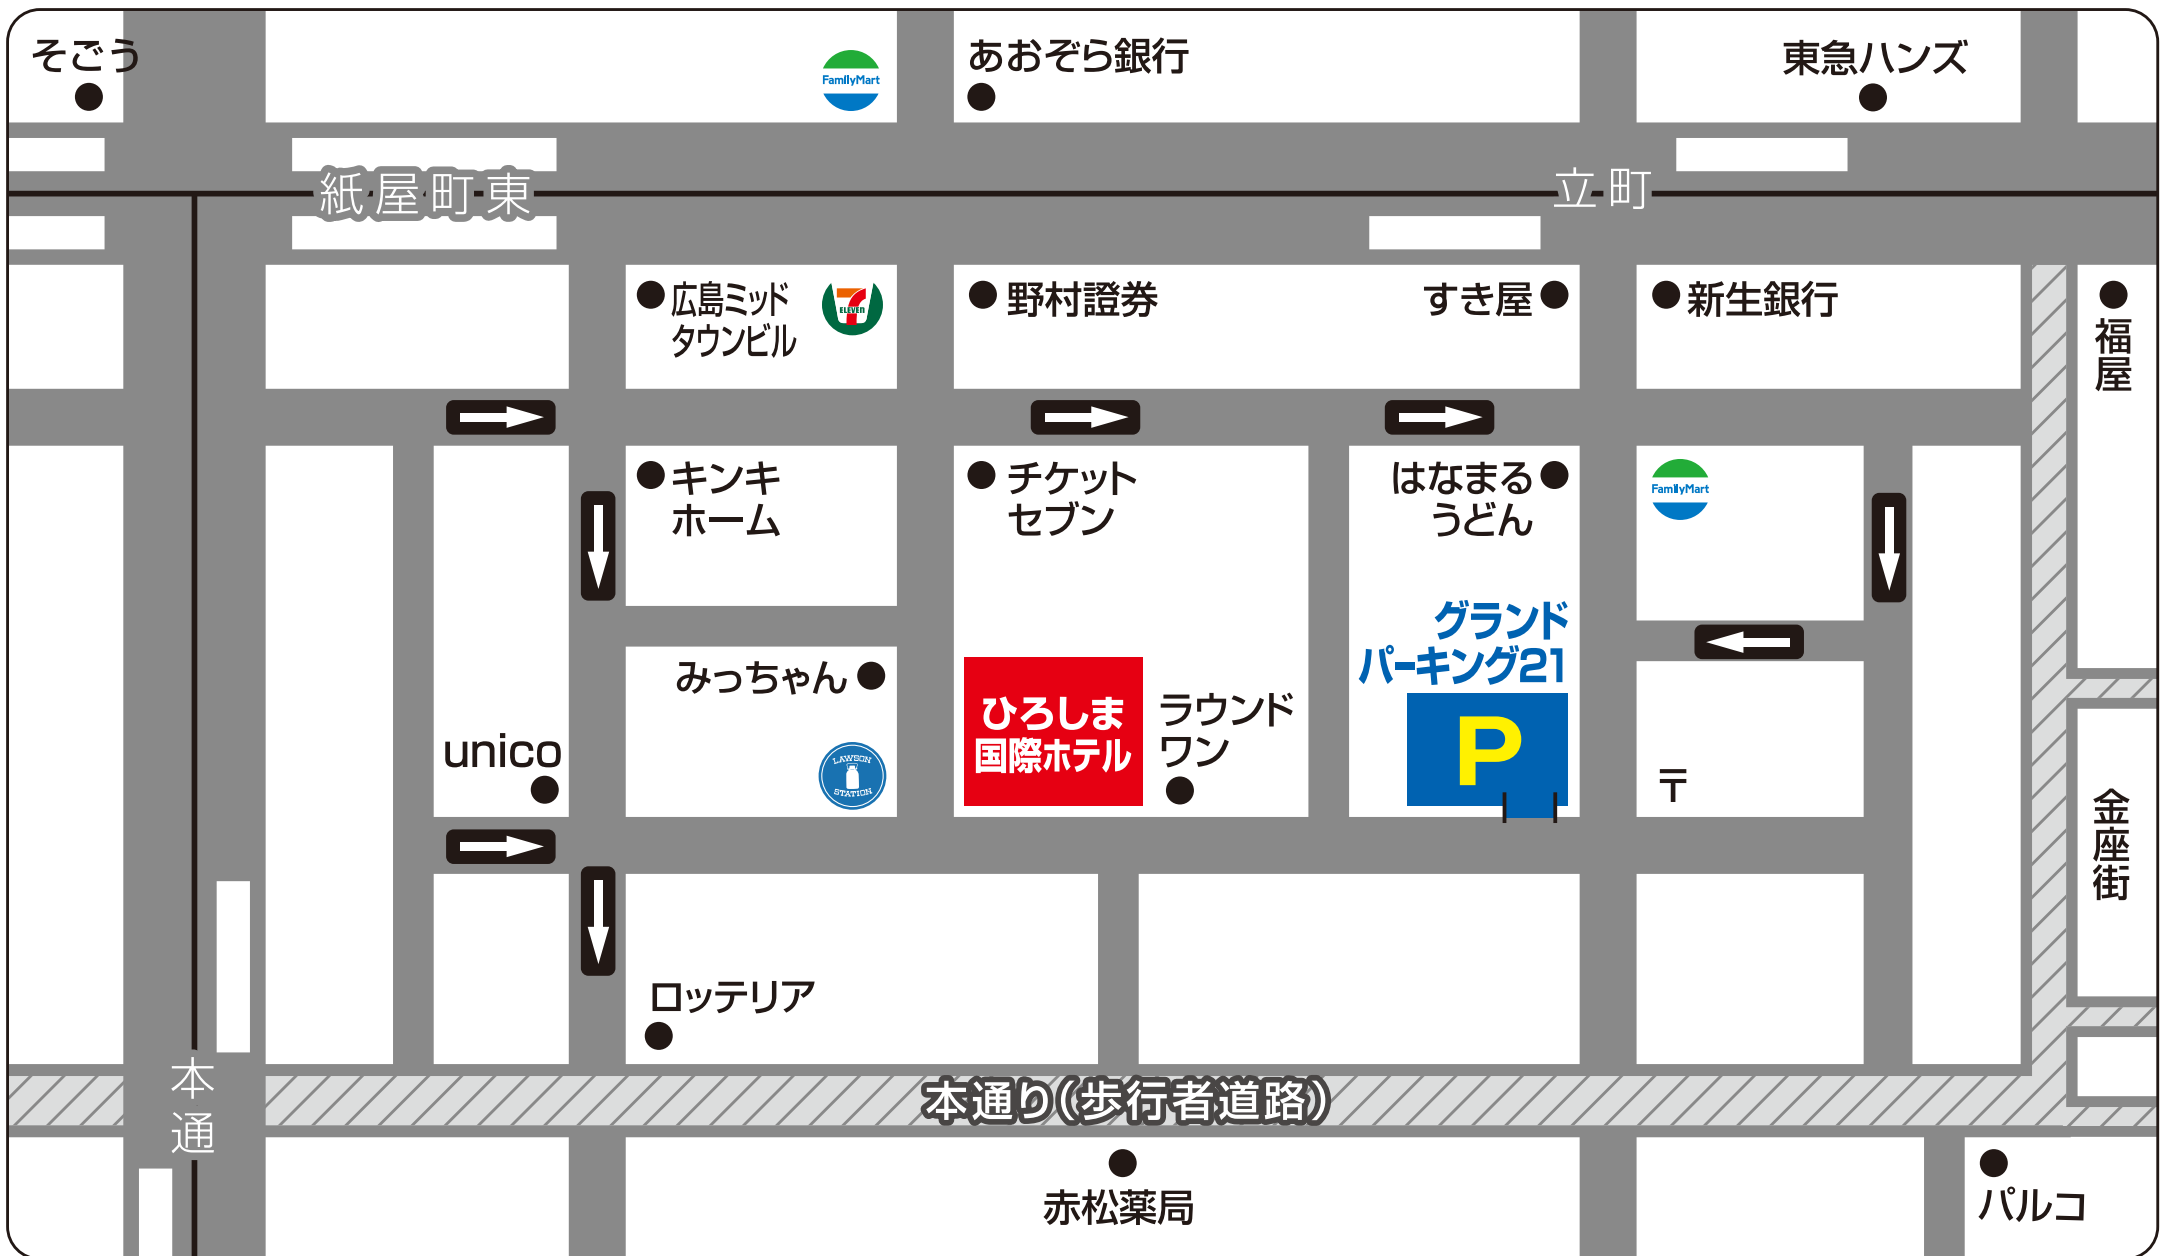 そごう
FamilyMart
あおぞら銀行
東急ハンズ
紙屋町東
立町
広島ミッド
タウンビル
ELEVEN
野村證券
すき屋
新生銀行
福屋
キンキ
ホーム
チケット
セブン
はなまる
うどん
FamilyMart
グランド
パーキング21
P
みっちゃん
ひろしま
国際ホテル
ラウンド
ワン
unico
LAWSON
STATION
〒
金座街
ロッテリア
本通
本通り(歩行者道路)
赤松薬局
パルコ